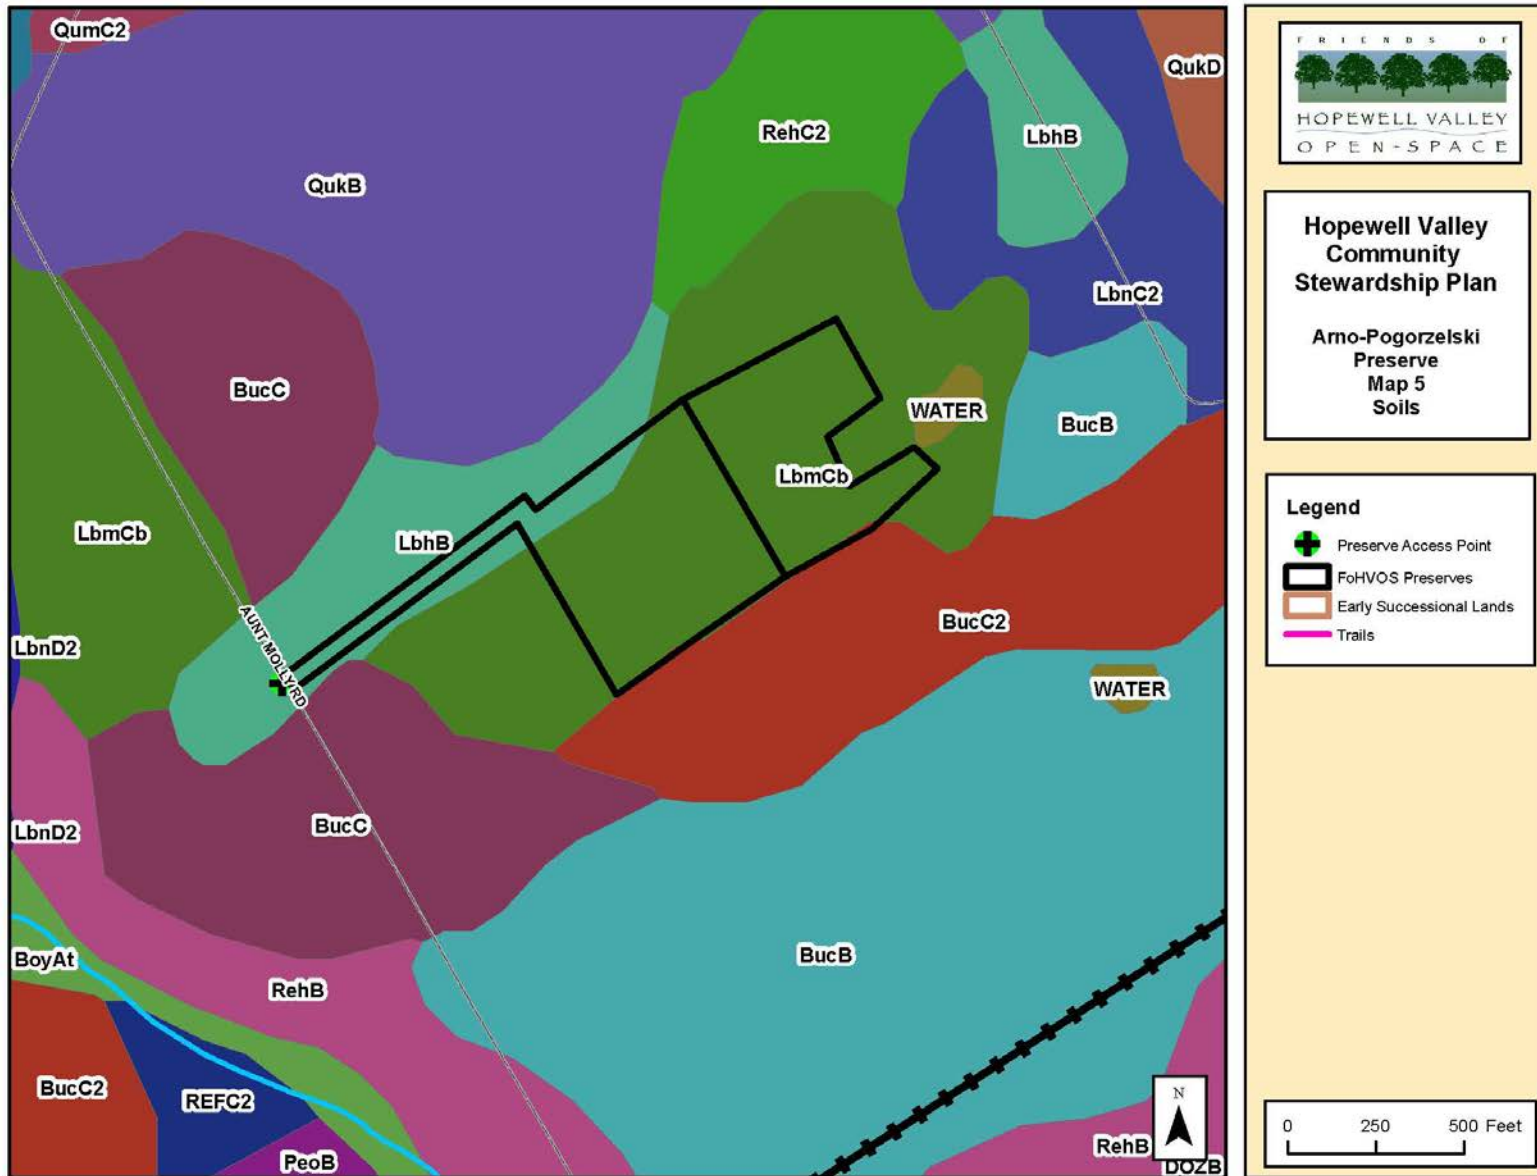 QumC2
QukD
RehC2
LbhB
QukB
LbnC2
BucC
WATER
BucB
LbmCb
LbmCb
LbhB
AUNT MOLLY RD
BucC2
LbnD2
WATER
LbnD2
BucC
BoyAt
BucB
RehB
BucC2
REFC2
PeoB
RehB
DOZB
N
FRIENDS OF
HOPEWELL VALLEY
OPEN-SPACE
Hopewell Valley
Community
Stewardship Plan
Arno-Pogorzelski
Preserve
Map 5
Soils
Legend
Preserve Access Point
FoHVOS Preserves
Early Successional Lands
Trails
0 250 500 Feet